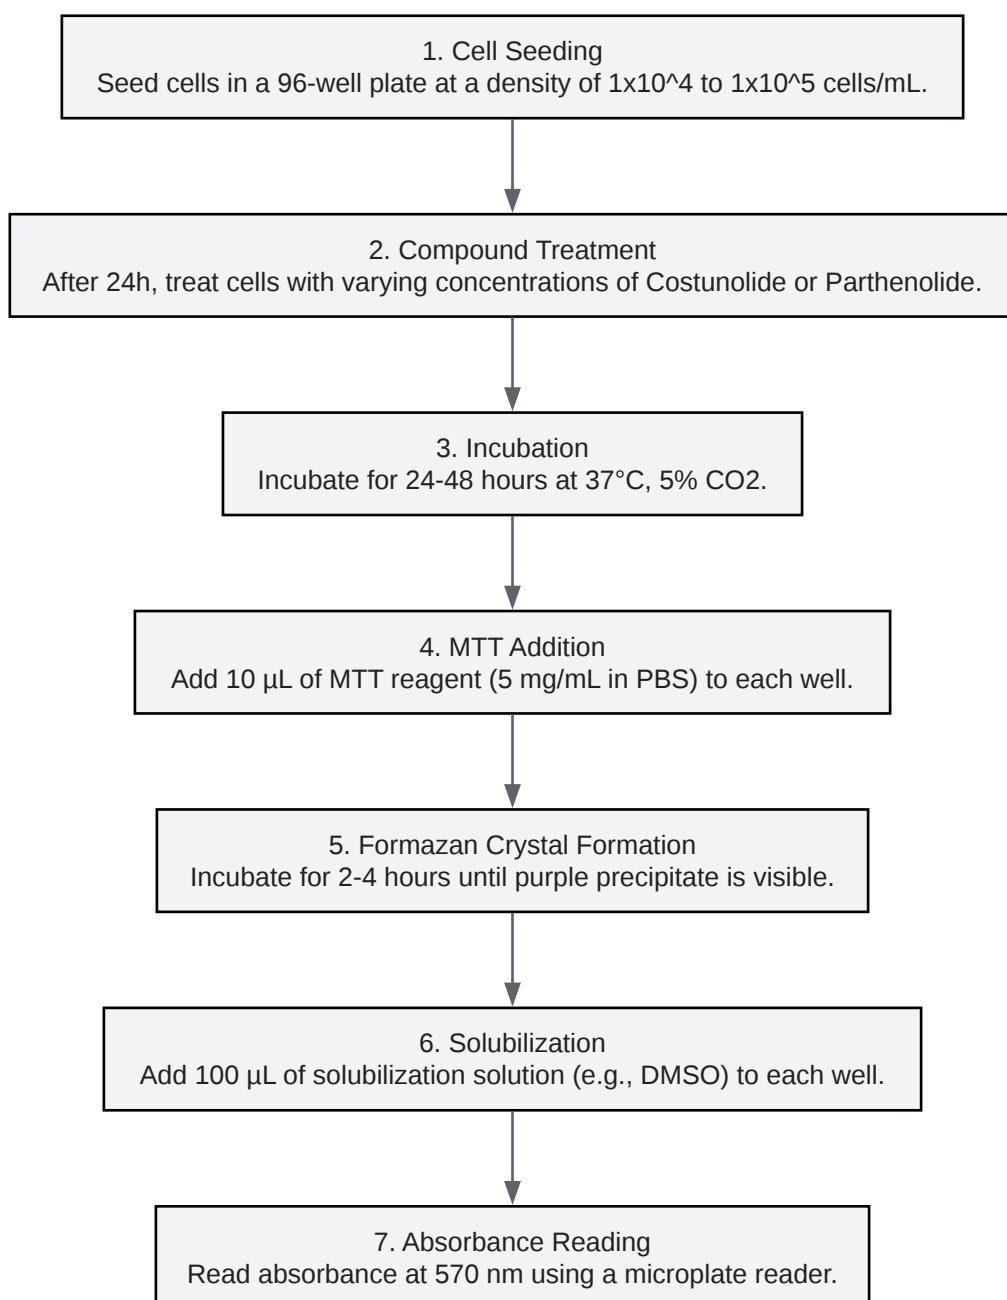 1. Cell Seeding
Seed cells in a 96-well plate at a density of 1x10^4 to 1x10^5 cells/mL.
2. Compound Treatment
After 24h, treat cells with varying concentrations of Costunolide or Parthenolide.
3. Incubation
Incubate for 24-48 hours at 37°C, 5% CO2.
4. MTT Addition
Add 10 µL of MTT reagent (5 mg/mL in PBS) to each well.
5. Formazan Crystal Formation
Incubate for 2-4 hours until purple precipitate is visible.
6. Solubilization
Add 100 µL of solubilization solution (e.g., DMSO) to each well.
7. Absorbance Reading
Read absorbance at 570 nm using a microplate reader.